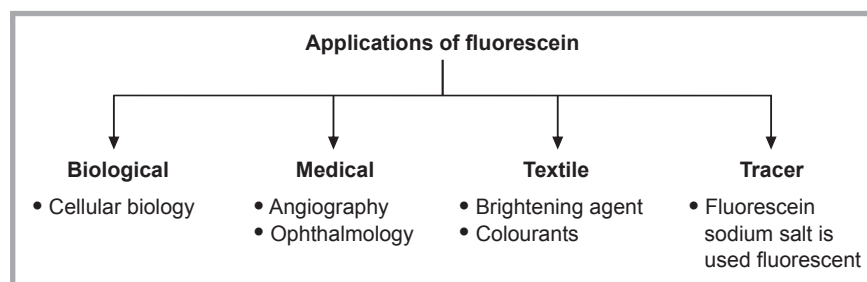 Applications of fluorescein
Biological
• Cellular biology
Medical
• Angiography
• Ophthalmology
Textile
• Brightening agent
• Colourants
Tracer
• Fluorescein
sodium salt is
used fluorescent